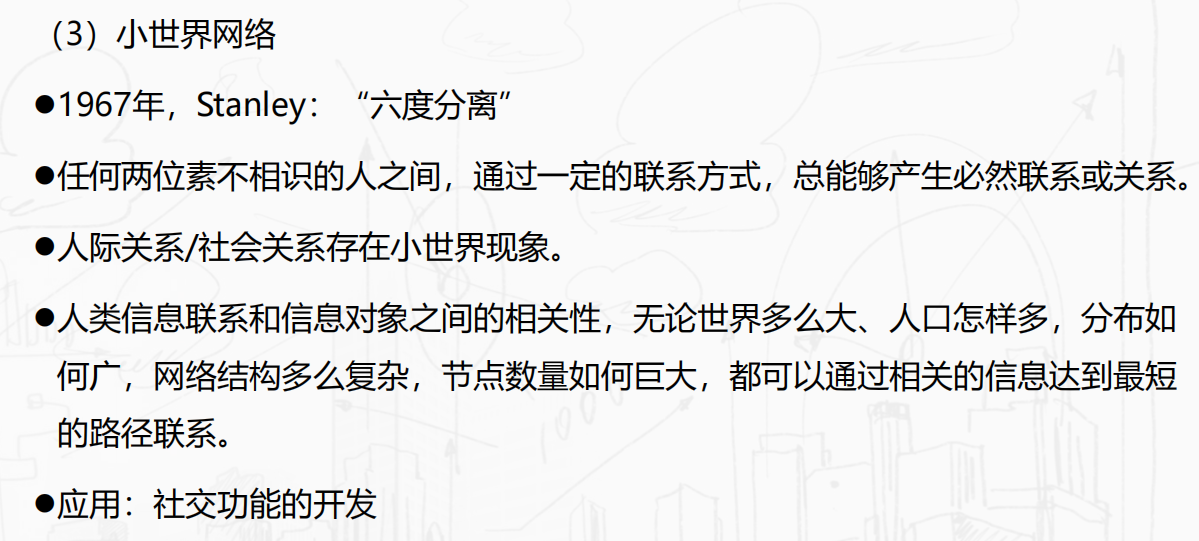 （3）小世界网络
●1967年，Stanley：“六度分离”
●任何两位素不相识的人之间，通过一定的联系方式，总能够产生必然联系或关系。
●人际关系/社会关系存在小世界现象。
●人类信息联系和信息对象之间的相关性，无论世界多么大、人口怎样多，分布如
何广，网络结构多么复杂，节点数量如何巨大，都可以通过相关的信息达到最短
的路径联系。
●应用：社交功能的开发